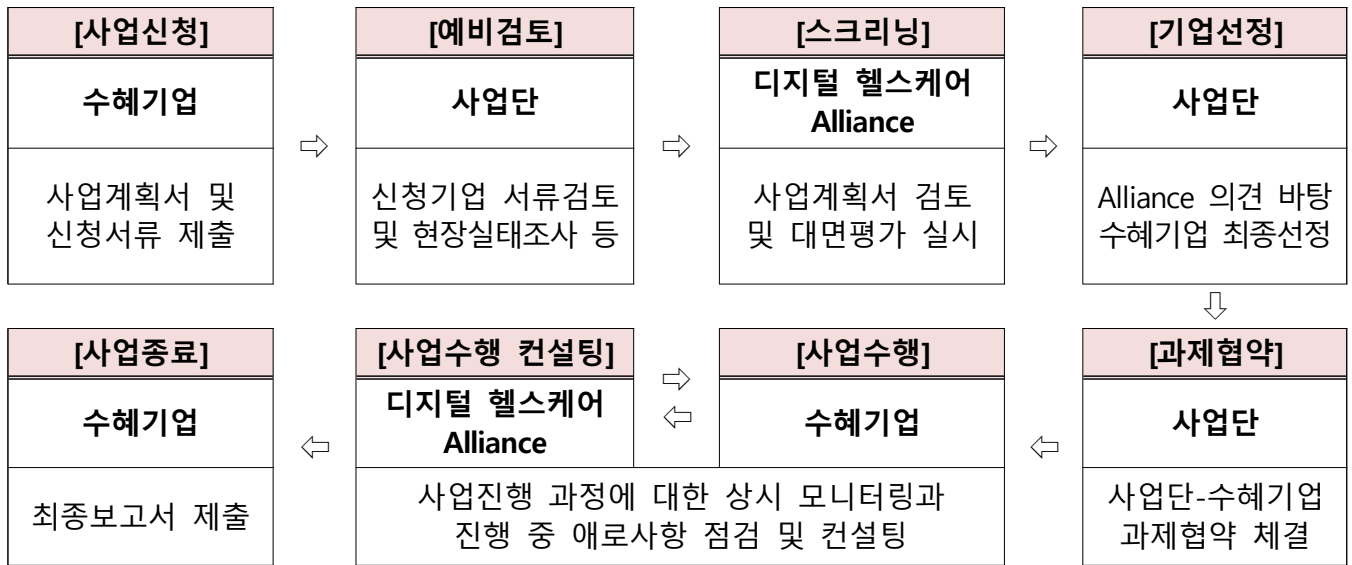 [사업신청]
수혜기업
사업계획서 및
신청서류 제출
[예비검토]
사업단
신청기업 서류검토
및 현장실태조사 등
[스크리닝]
디지털 헬스케어
Alliance
사업계획서 검토
및 대면평가 실시
[기업선정]
사업단
Alliance 의견 바탕
수혜기업 최종선정
[과제협약]
사업단
사업단-수혜기업
과제협약 체결
[사업수행]
수혜기업
[사업수행 컨설팅]
디지털 헬스케어
Alliance
사업진행 과정에 대한 상시 모니터링과
진행 중 애로사항 점검 및 컨설팅
[사업종료]
수혜기업
최종보고서 제출